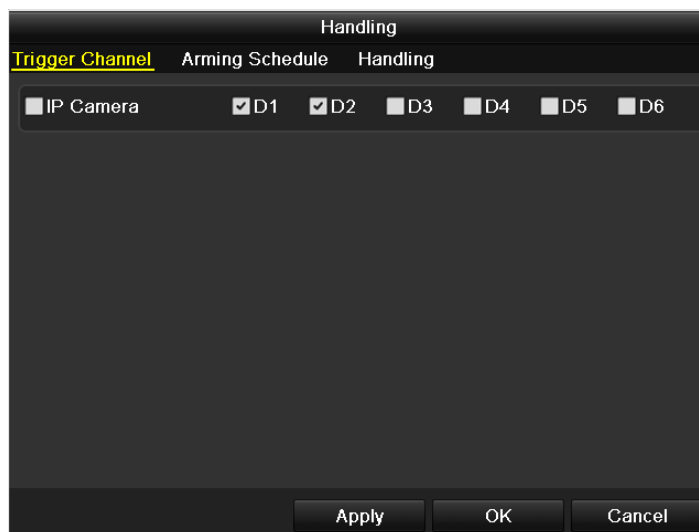 Handling
Trigger Channel Arming Schedule Handling
IP Camera D1 D2 D3 D4 D5 D6
Apply OK Cancel